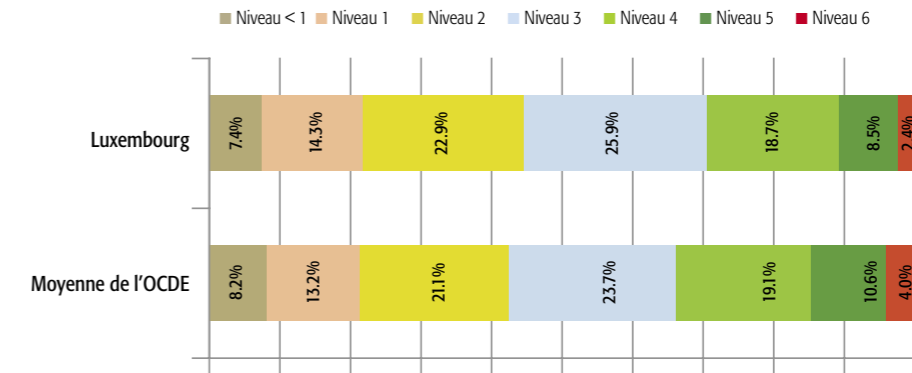 Niveau < 1 Niveau 1 Niveau 2 Niveau 3 Niveau 4 Niveau 5 Niveau 6
Luxembourg 7.4% 14.3% 22.9% 25.9% 18.7% 8.5% 2.4%
Moyenne de l'OCDE 8.2% 13.2% 21.1% 23.7% 19.1% 10.6% 4.0%